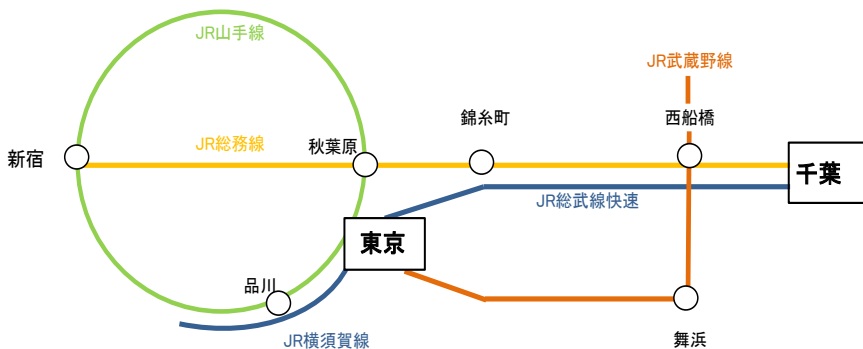 JR山手線
JR武蔵野線
錦糸町
西船橋
JR総務線
秋葉原
新宿
千葉
JR総武線快速
東京
品川
JR横須賀線
舞浜